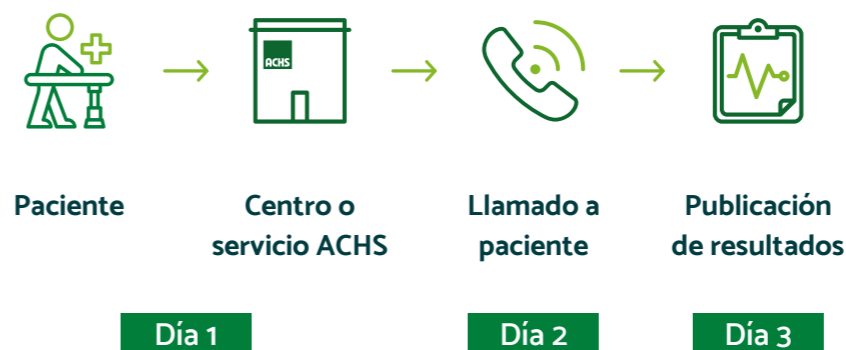 ACHS
Paciente
Centro o
servicio ACHS
Llamado a
paciente
Publicación
de resultados
Día 1
Día 2
Día 3